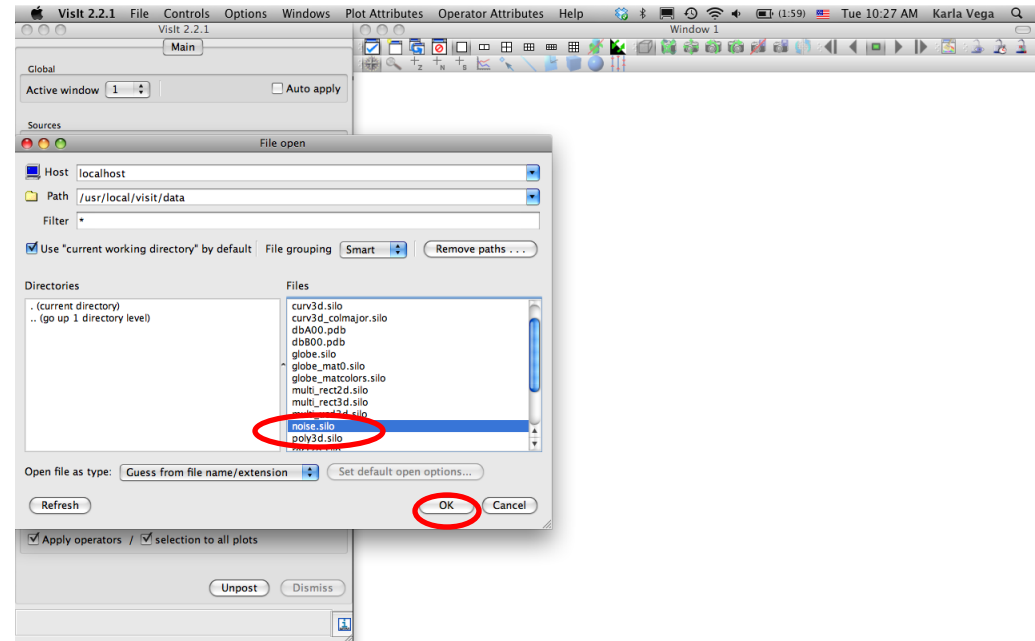 VisIt 2.2.1 File Controls Options Windows Plot Attributes Operator Attributes Help (1:59) Tue 10:27 AM Karla Vega
VisIt 2.2.1
Window 1
Main
Global
Active window 1 Auto apply
Sources
File open
Host localhost
Path /usr/local/visit/data
Filter *
Use "current working directory" by default File grouping Smart Remove paths . . .
Directories
. (current directory)
.. (go up 1 directory level)
Files
curv3d.silo
curv3d_colmajor.silo
dbA00.pdb
dbB00.pdb
globe.silo
globe_mat0.silo
globe_matcolors.silo
multi_rect2d.silo
multi_rect3d.silo
multi_ucd3d.silo
noise.silo
poly3d.silo
Open file as type: Guess from file name/extension Set default open options...
Refresh OK Cancel
Apply operators / selection to all plots
Unpost Dismiss